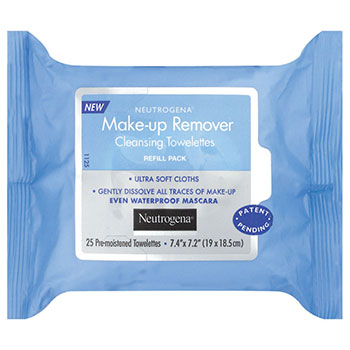 NEW
NEUTROGENA®
Make-up Remover
Cleansing Towelettes
REFILL PACK
• ULTRA SOFT CLOTHS
• GENTLY DISSOLVE ALL TRACES OF MAKE-UP
EVEN WATERPROOF MASCARA
Neutrogena®
• PATENT •
PENDING
25 Pre-moistened Towelettes • 7.4"x 7.2" (19 x 18.5cm)
1125